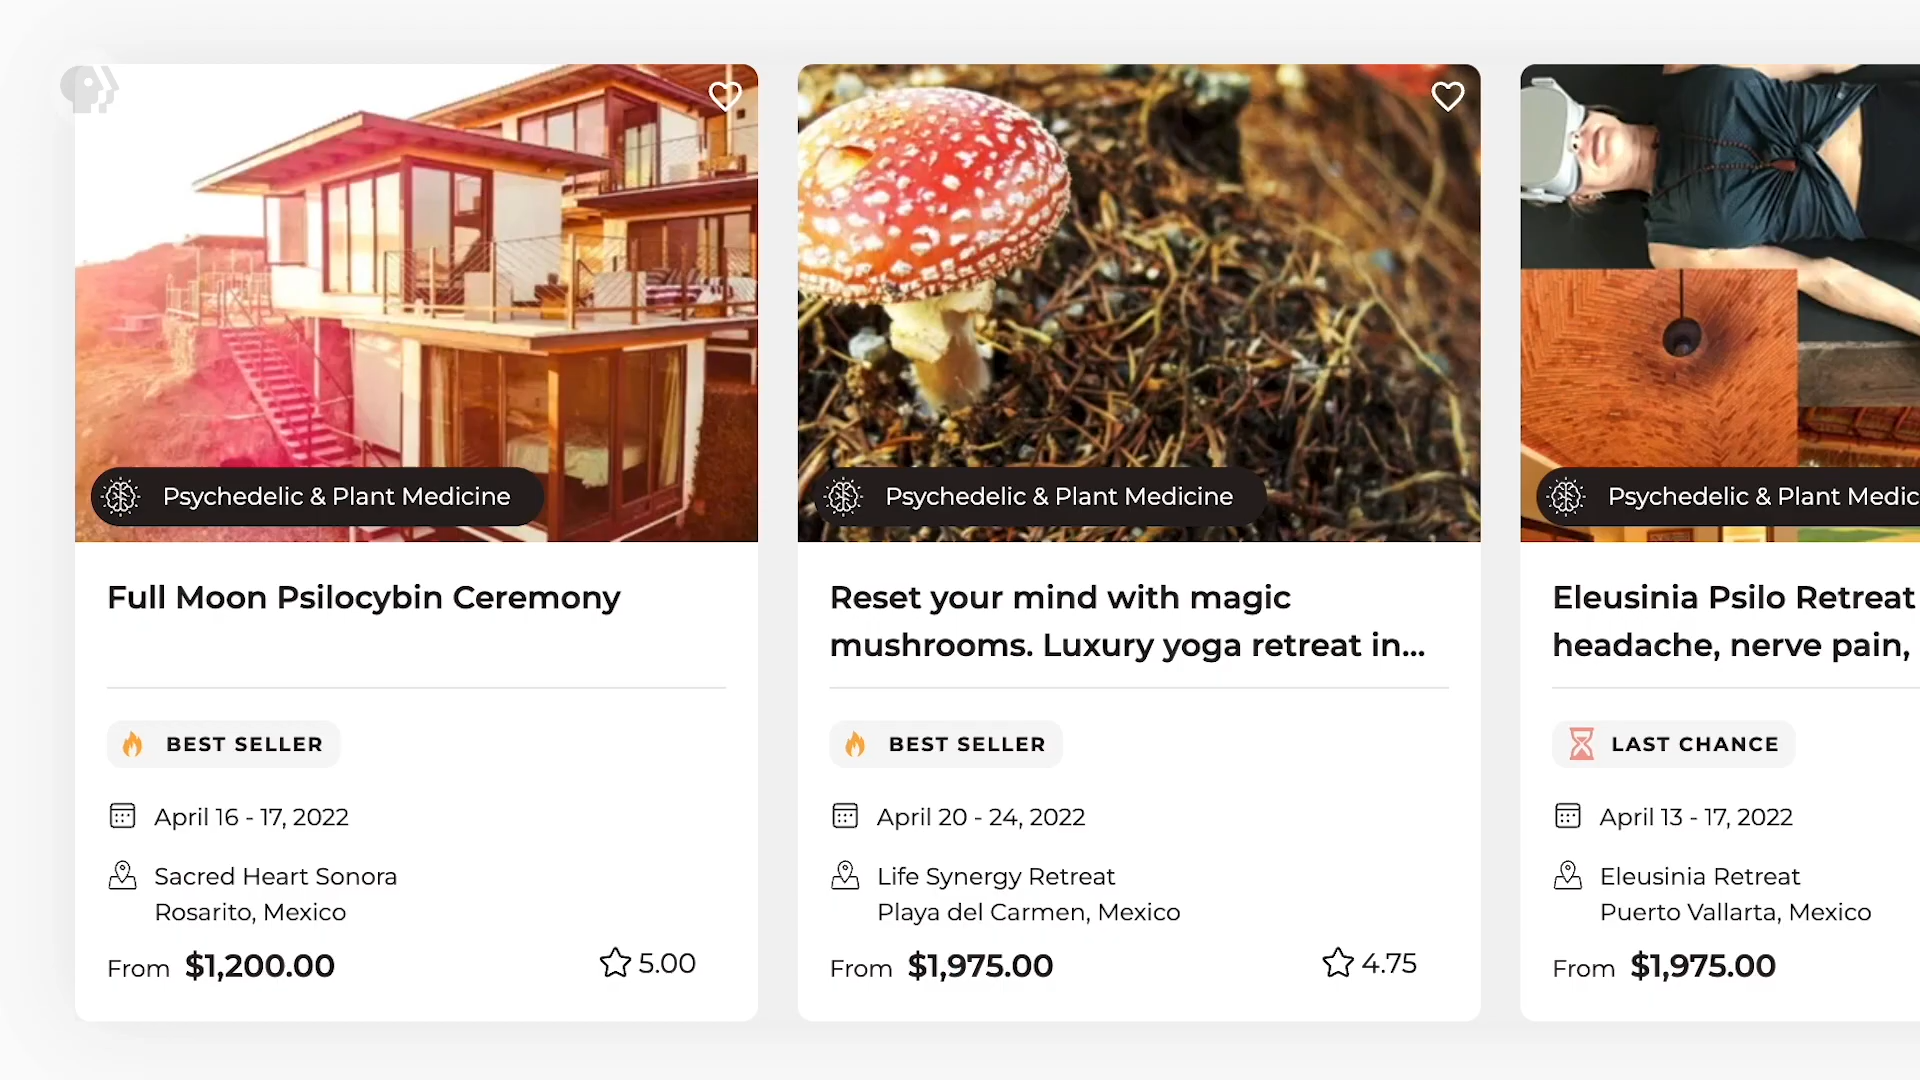 Psychedelic & Plant Medicine
Full Moon Psilocybin Ceremony
BEST SELLER
April 16 - 17, 2022
Sacred Heart Sonora
Rosarito, Mexico
From $1,200.00
5.00
Psychedelic & Plant Medicine
Reset your mind with magic
mushrooms. Luxury yoga retreat in...
BEST SELLER
April 20 - 24, 2022
Life Synergy Retreat
Playa del Carmen, Mexico
From $1,975.00
4.75
Psychedelic & Plant Medic
Eleusinia Psilo Retreat
headache, nerve pain,
LAST CHANCE
April 13 - 17, 2022
Eleusinia Retreat
Puerto Vallarta, Mexico
From $1,975.00